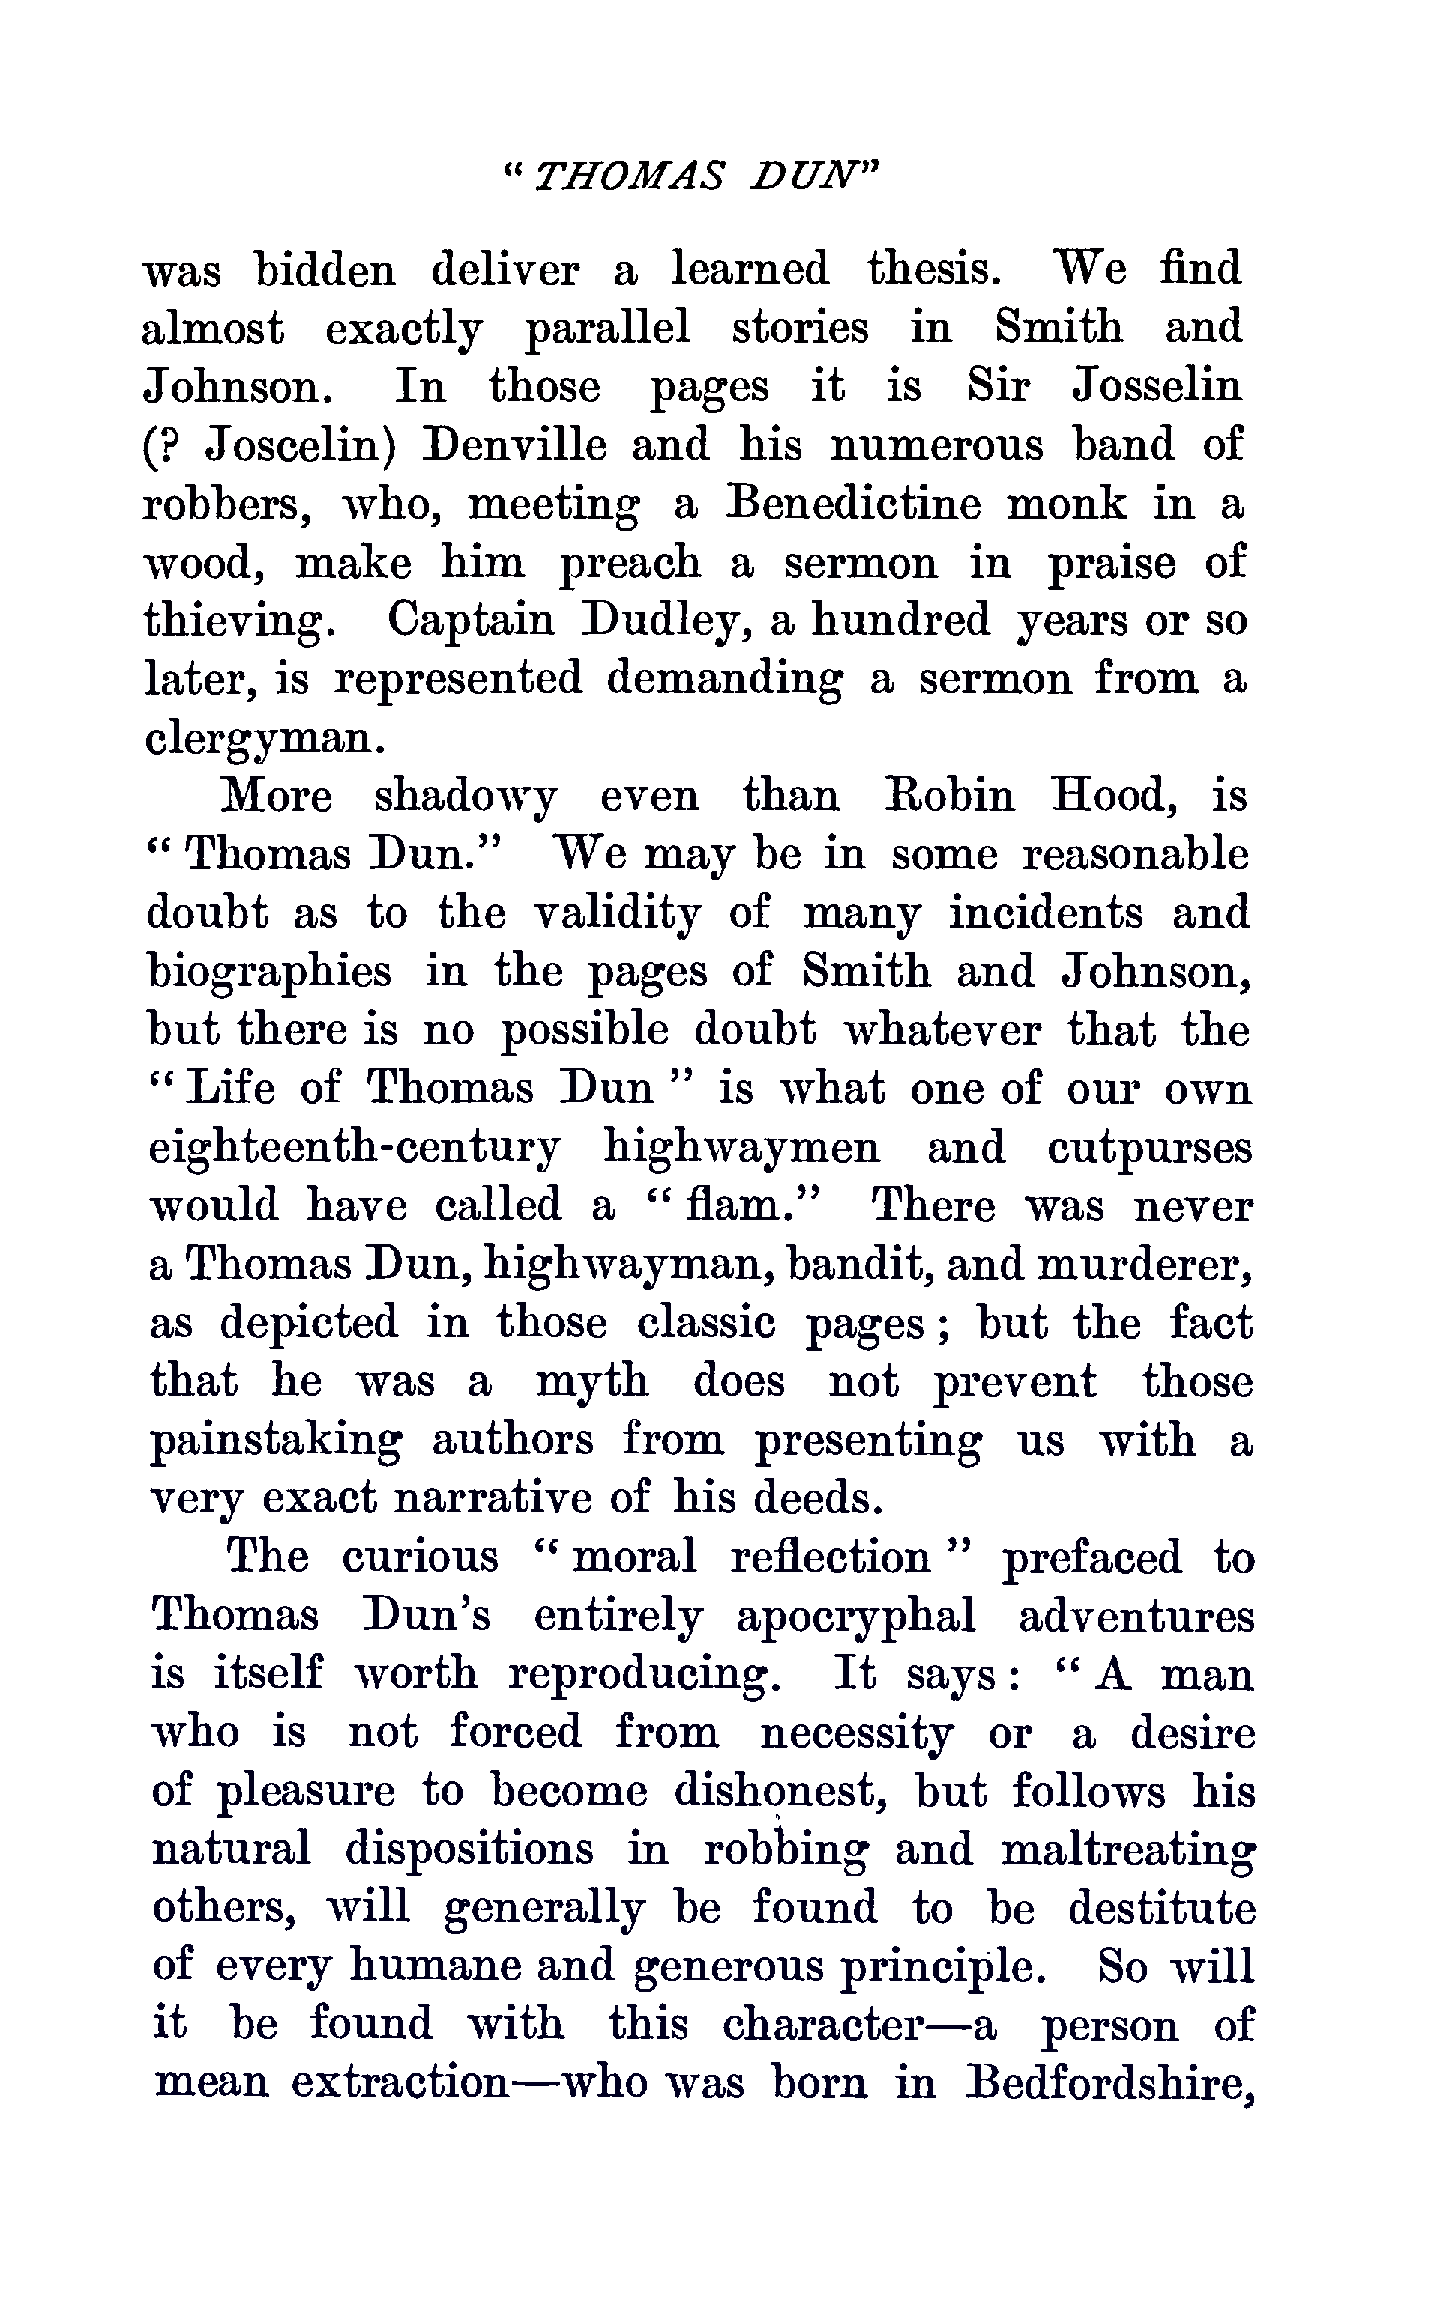 " THOMAS DUN"
was bidden deliver a learned thesis. We find
almost exactly parallel stories in Smith and
Johnson. In those pages it is Sir Josselin
(? Joscelin) Denville and his numerous band of
robbers, who, meeting a Benedictine monk in a
wood, make him preach a sermon in praise of
thieving. Captain Dudley, a hundred years or so
later, is represented demanding a sermon from a
clergyman.
More shadowy even than Robin Hood, is
" Thomas Dun." We may be in some reasonable
doubt as to the validity of many incidents and
biographies in the pages of Smith and Johnson,
but there is no possible doubt whatever that the
" Life of Thomas Dun " is what one of our own
eighteenth-century highwaymen and cutpurses
would have called a " flam." There was never
a Thomas Dun, highwayman, bandit, and murderer,
as depicted in those classic pages ; but the fact
that he was a myth does not prevent those
painstaking authors from presenting us with a
very exact narrative of his deeds.
The curious " moral reflection " prefaced to
Thomas Dun's entirely apocryphal adventures
is itself worth reproducing. It says : " A man
who is not forced from necessity or a desire
of pleasure to become dishonest, but follows his
natural dispositions in robbing and maltreating
others, will generally be found to be destitute
of every humane and generous principle. So will
it be found with this character—a person of
mean extraction—who was born in Bedfordshire,